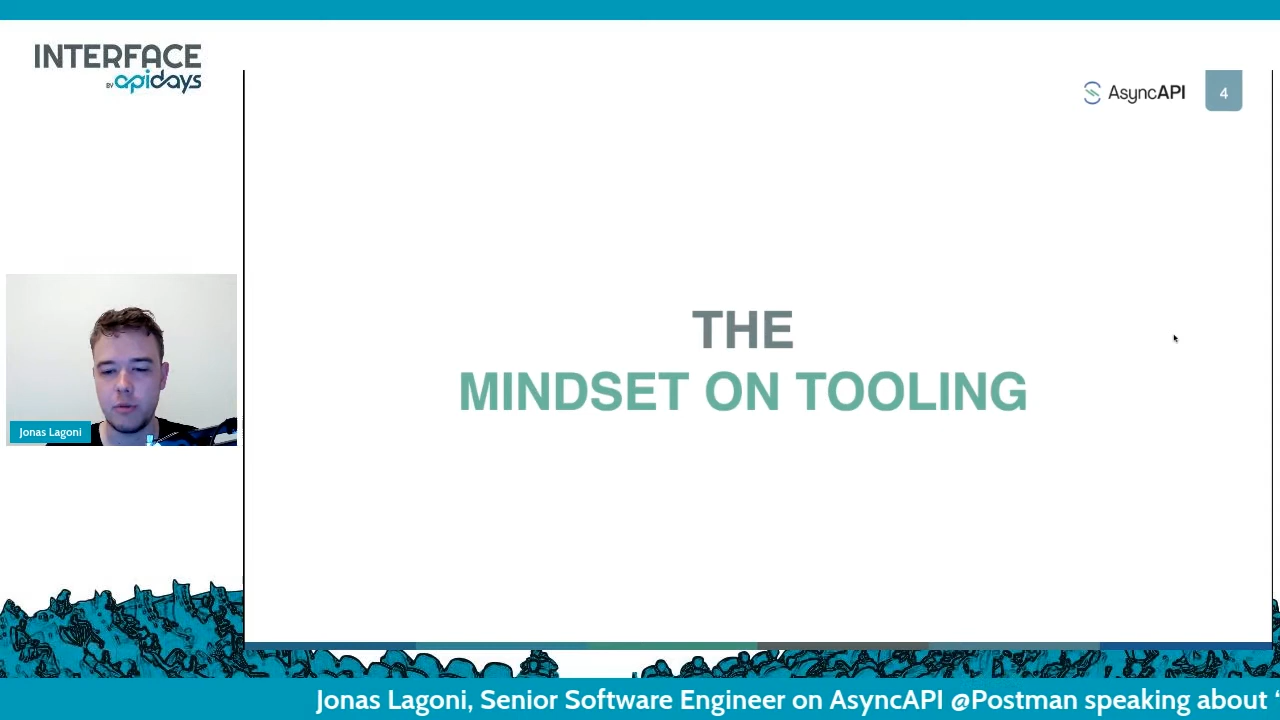 INTERFACE
BY apidays
AsyncAPI
4
THE
MINDSET ON TOOLING
Jonas Lagoni
Jonas Lagoni, Senior Software Engineer on AsyncAPI @Postman speaking about “